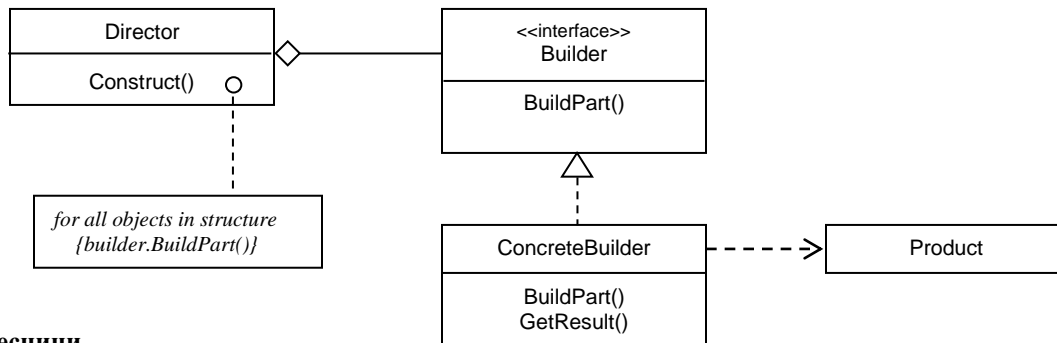 Director
Construct()
<<interface>>
Builder
BuildPart()
for all objects in structure
{builder.BuildPart()}
ConcreteBuilder
BuildPart()
GetResult()
Product